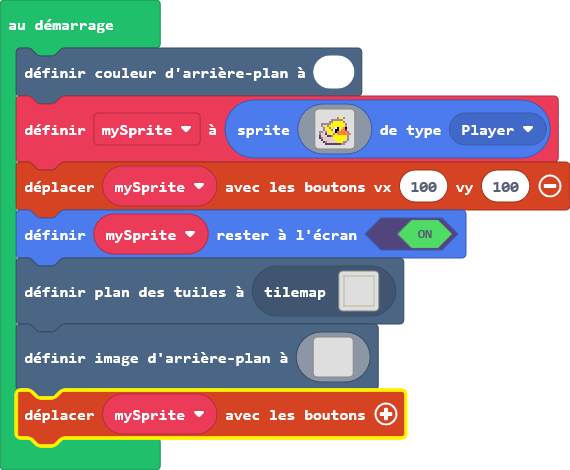 au démarrage
définir couleur d'arrière-plan à
définir mySprite à sprite de type Player
déplacer mySprite avec les boutons vx 100 vy 100
définir mySprite rester à l'écran ON
définir plan des tuiles à tilemap
définir image d'arrière-plan à
déplacer mySprite avec les boutons